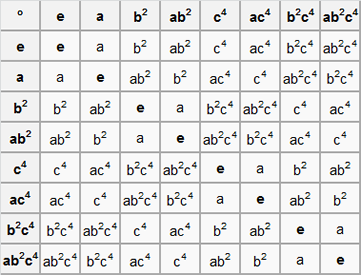 ° e a b² ab² c⁴ ac⁴ b²c⁴ ab²c⁴
e e a b² ab² c⁴ ac⁴ b²c⁴ ab²c⁴
a a e ab² b² ac⁴ c⁴ ab²c⁴ b²c⁴
b² b² ab² e a b²c⁴ ab²c⁴ c⁴ ac⁴
ab² ab² b² a e ab²c⁴ b²c⁴ ac⁴ c⁴
c⁴ c⁴ ac⁴ b²c⁴ ab²c⁴ e a b² ab²
ac⁴ ac⁴ c⁴ ab²c⁴ b²c⁴ a e ab² b²
b²c⁴ b²c⁴ ab²c⁴ c⁴ ac⁴ b² ab² e a
ab²c⁴ ab²c⁴ b²c⁴ ac⁴ c⁴ ab² b² a e